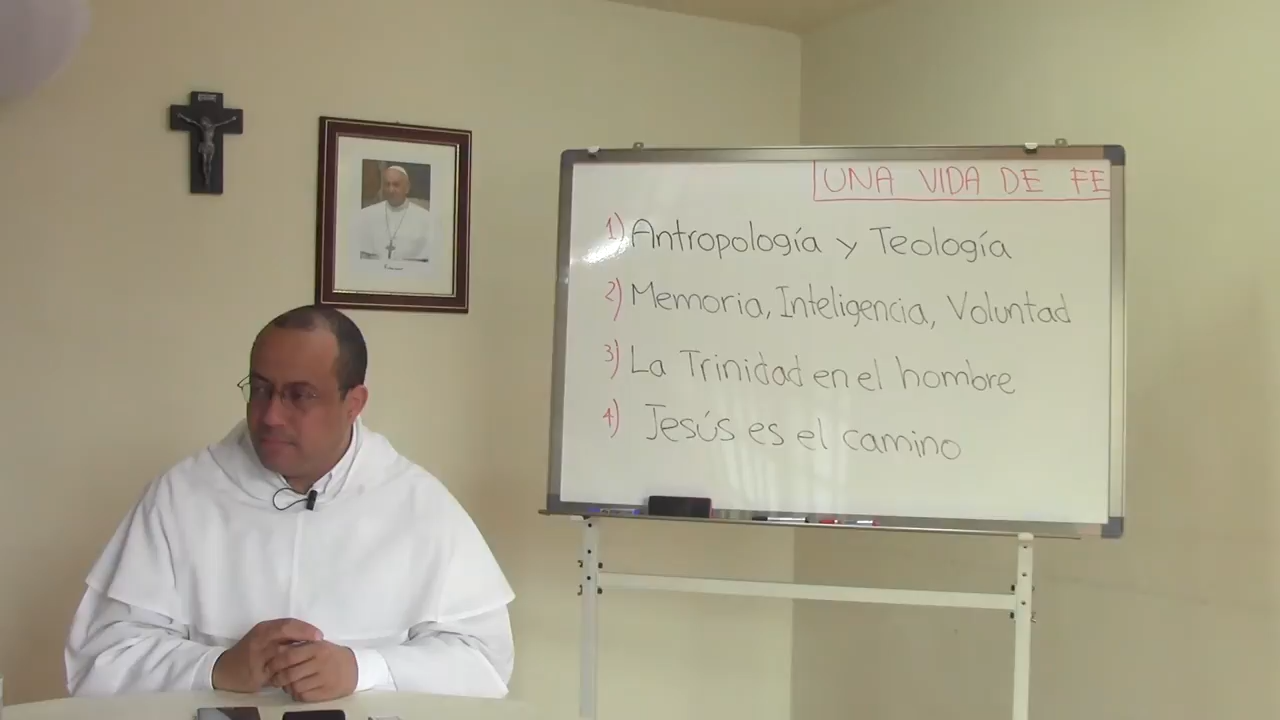 UNA VIDA DE FE
1) Antropología y Teología
2) Memoria, Inteligencia, Voluntad
3) La Trinidad en el hombre
4) Jesús es el camino